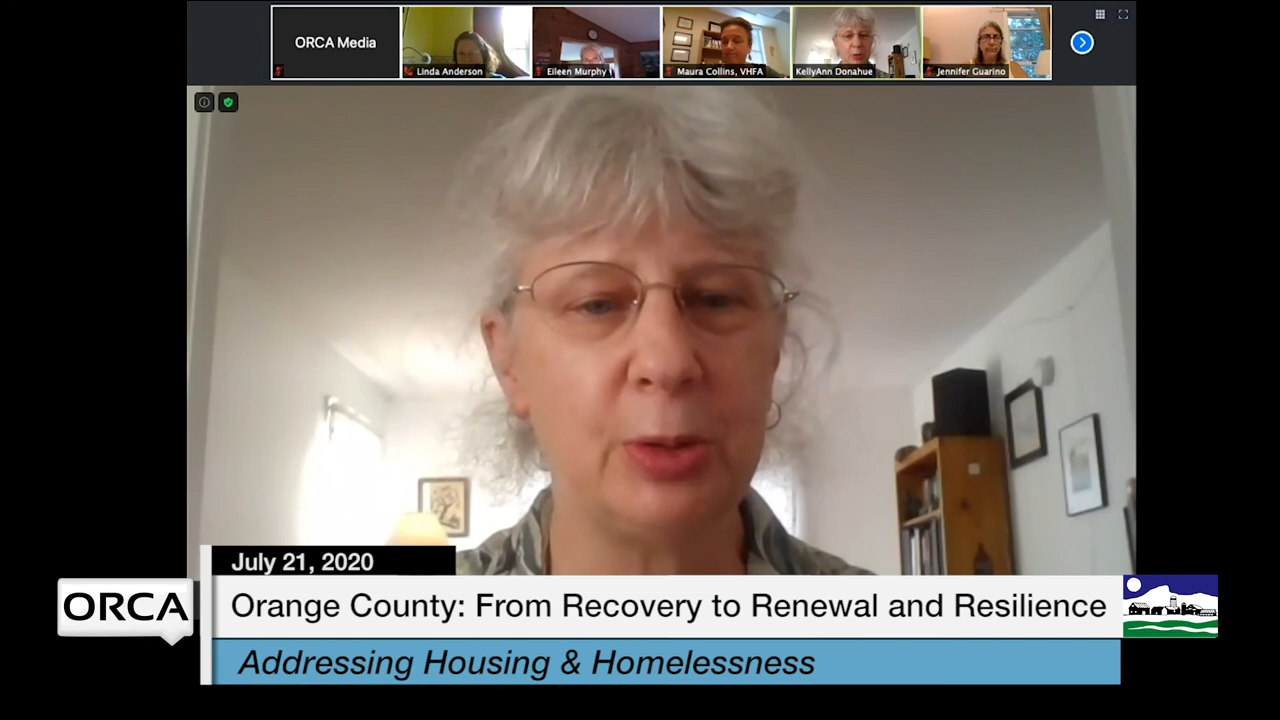 ORCA Media
Linda Anderson
Eileen Murphy
Maura Collins, VHFA
KellyAnn Donahue
Jennifer Guarino
July 21, 2020
ORCA
Orange County: From Recovery to Renewal and Resilience
Addressing Housing & Homelessness